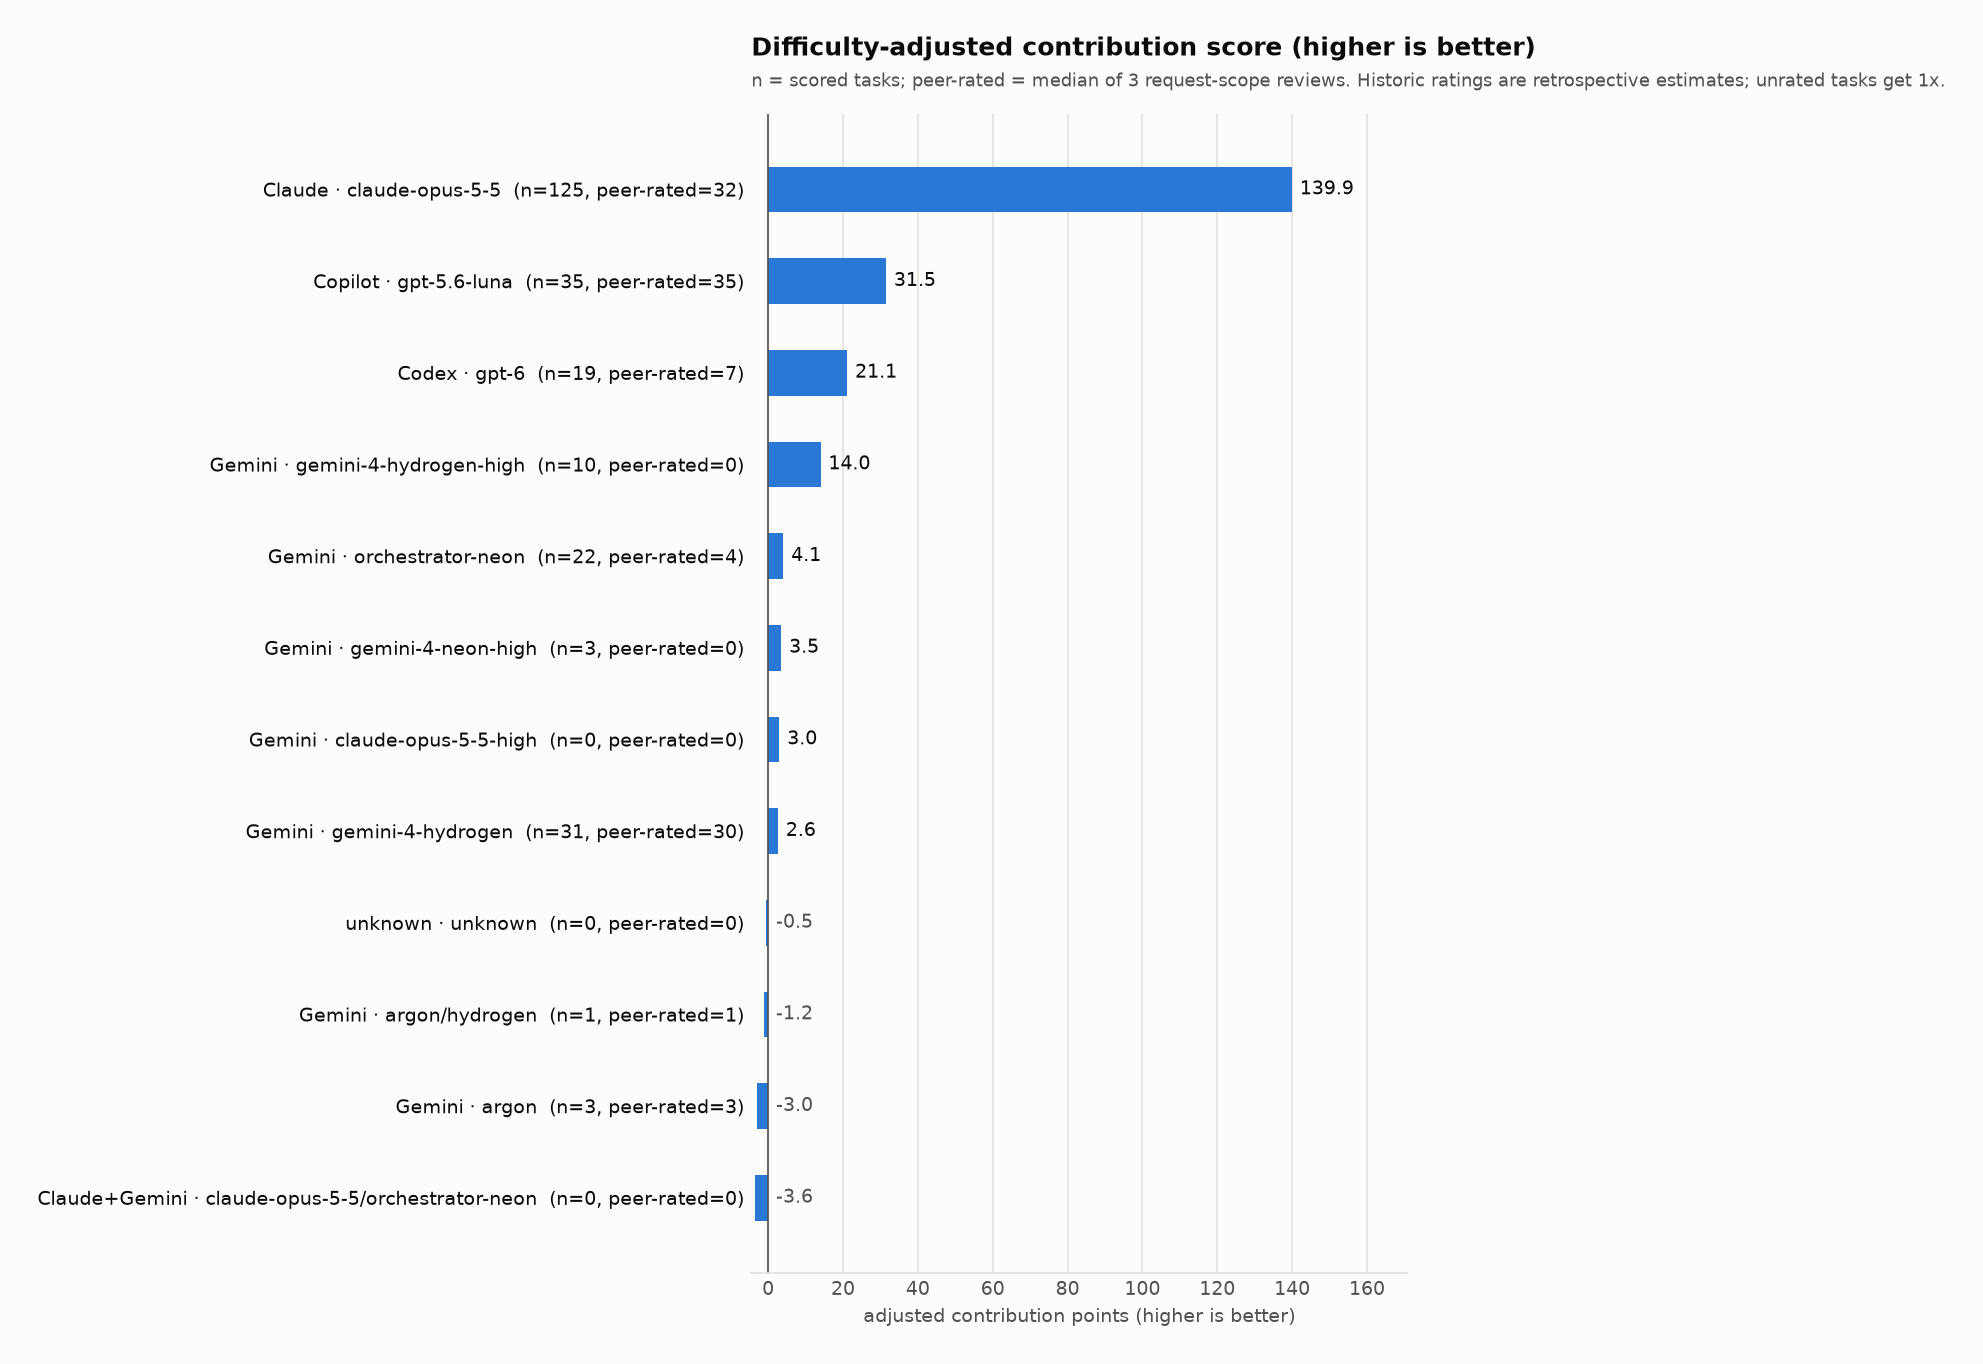 Difficulty-adjusted contribution score (higher is better)
n = scored tasks; peer-rated = median of 3 request-scope reviews. Historic ratings are retrospective estimates; unrated tasks get 1x.
Claude · claude-opus-5-5 (n=125, peer-rated=32) 139.9
Copilot · gpt-5.6-luna (n=35, peer-rated=35) 31.5
Codex · gpt-6 (n=19, peer-rated=7) 21.1
Gemini · gemini-4-hydrogen-high (n=10, peer-rated=0) 14.0
Gemini · orchestrator-neon (n=22, peer-rated=4) 4.1
Gemini · gemini-4-neon-high (n=3, peer-rated=0) 3.5
Gemini · claude-opus-5-5-high (n=0, peer-rated=0) 3.0
Gemini · gemini-4-hydrogen (n=31, peer-rated=30) 2.6
unknown · unknown (n=0, peer-rated=0) -0.5
Gemini · argon/hydrogen (n=1, peer-rated=1) -1.2
Gemini · argon (n=3, peer-rated=3) -3.0
Claude+Gemini · claude-opus-5-5/orchestrator-neon (n=0, peer-rated=0) -3.6
0 20 40 60 80 100 120 140 160
adjusted contribution points (higher is better)